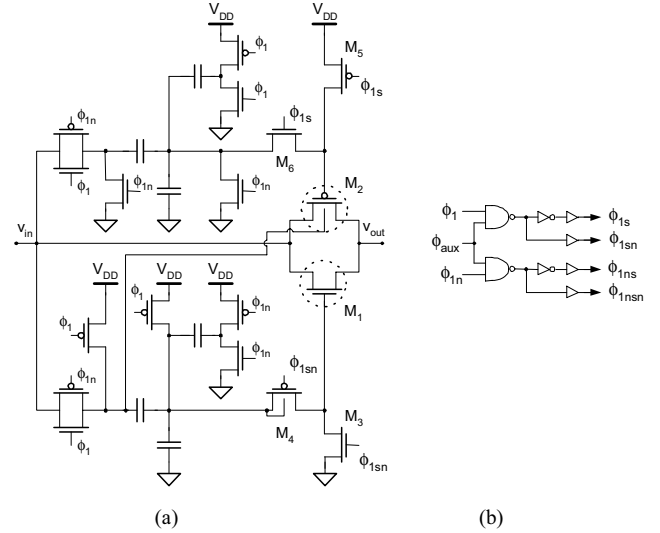 V_DD
V_DD
ϕ_1
M_5
ϕ_1s
ϕ_1
ϕ_1n
ϕ_1s
M_6
ϕ_1
ϕ_1n
ϕ_1n
M_2
v_in
v_out
V_DD
V_DD
V_DD
M_1
ϕ_1
ϕ_1
ϕ_1n
ϕ_1n
ϕ_1n
ϕ_1sn
M_4
M_3
ϕ_1
ϕ_1sn
ϕ_1
ϕ_1s
ϕ_aux
ϕ_1sn
ϕ_1n
ϕ_1ns
ϕ_1nsn
(a)
(b)